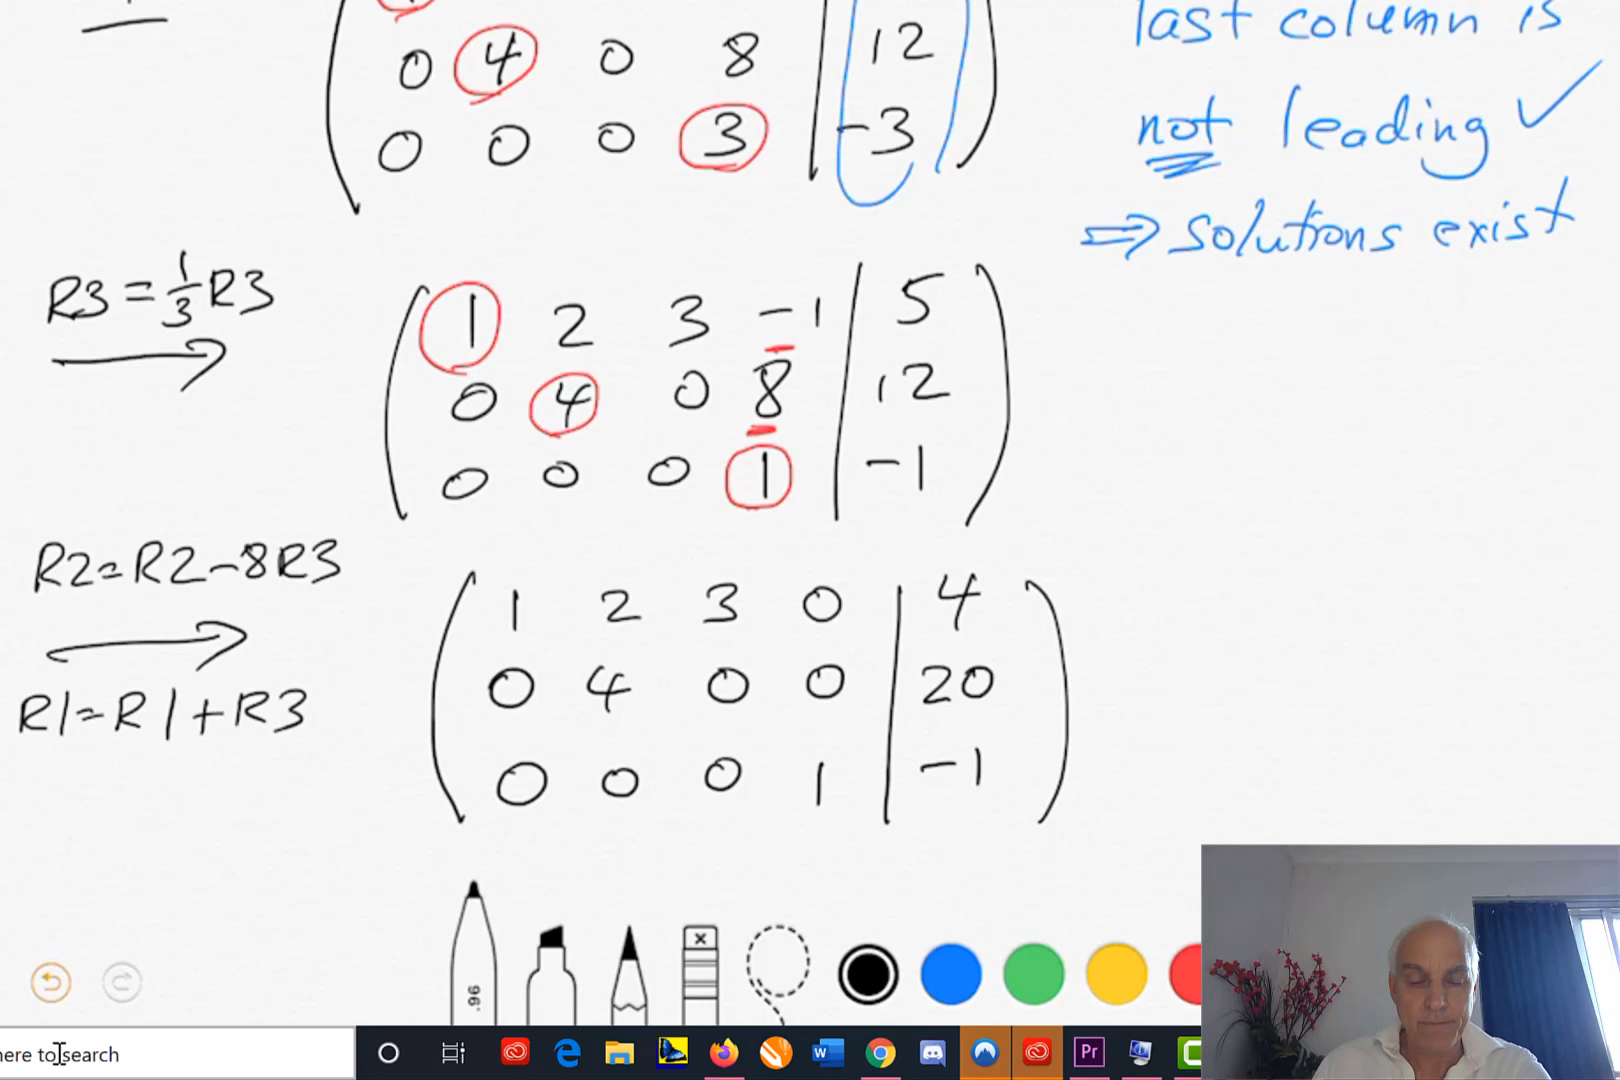 last column is
0 4 0 8 | 12
not leading ✓
0 0 0 3 | -3
⇒ solutions exist
R3 = 1/3 R3
1 2 3 -1 | 5
0 4 0 8 | 12
0 0 0 1 | -1
R2=R2-8R3
R1=R1+R3
1 2 3 0 | 4
0 4 0 0 | 20
0 0 0 1 | -1
.96
x
here to search
W
Pr